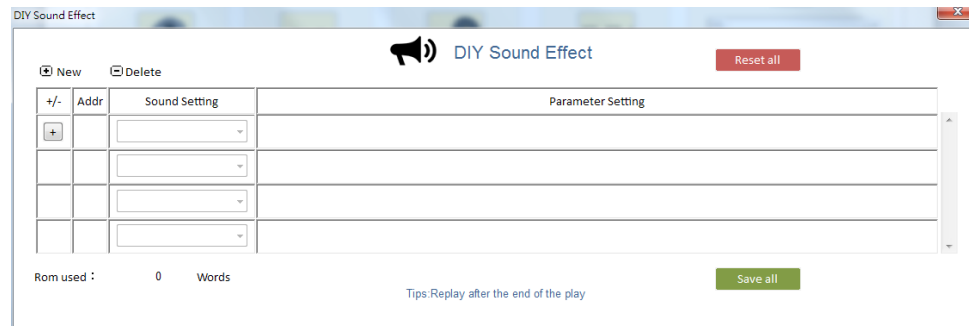 DIY Sound Effect
DIY Sound Effect
Reset all
+ New - Delete
+/- Addr Sound Setting Parameter Setting
+
Rom used： 0 Words
Save all
Tips:Replay after the end of the play